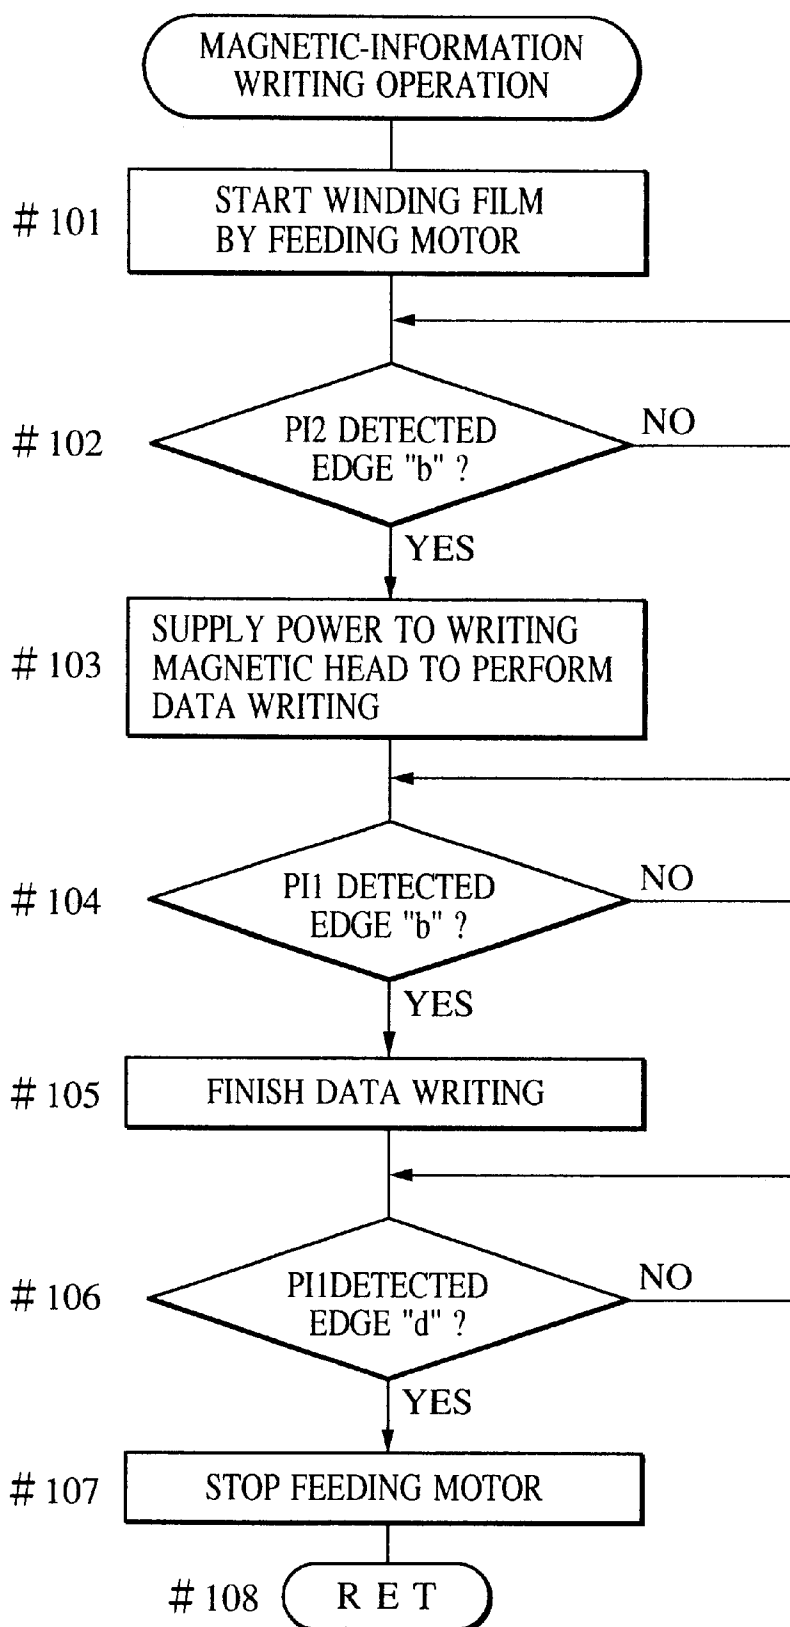 MAGNETIC-INFORMATION
WRITING OPERATION
# 101
START WINDING FILM
BY FEEDING MOTOR
# 102
PI2 DETECTED
EDGE "b" ?
NO
YES
# 103
SUPPLY POWER TO WRITING
MAGNETIC HEAD TO PERFORM
DATA WRITING
# 104
PI1 DETECTED
EDGE "b" ?
NO
YES
# 105
FINISH DATA WRITING
# 106
PI1DETECTED
EDGE "d" ?
NO
YES
# 107
STOP FEEDING MOTOR
# 108
R E T